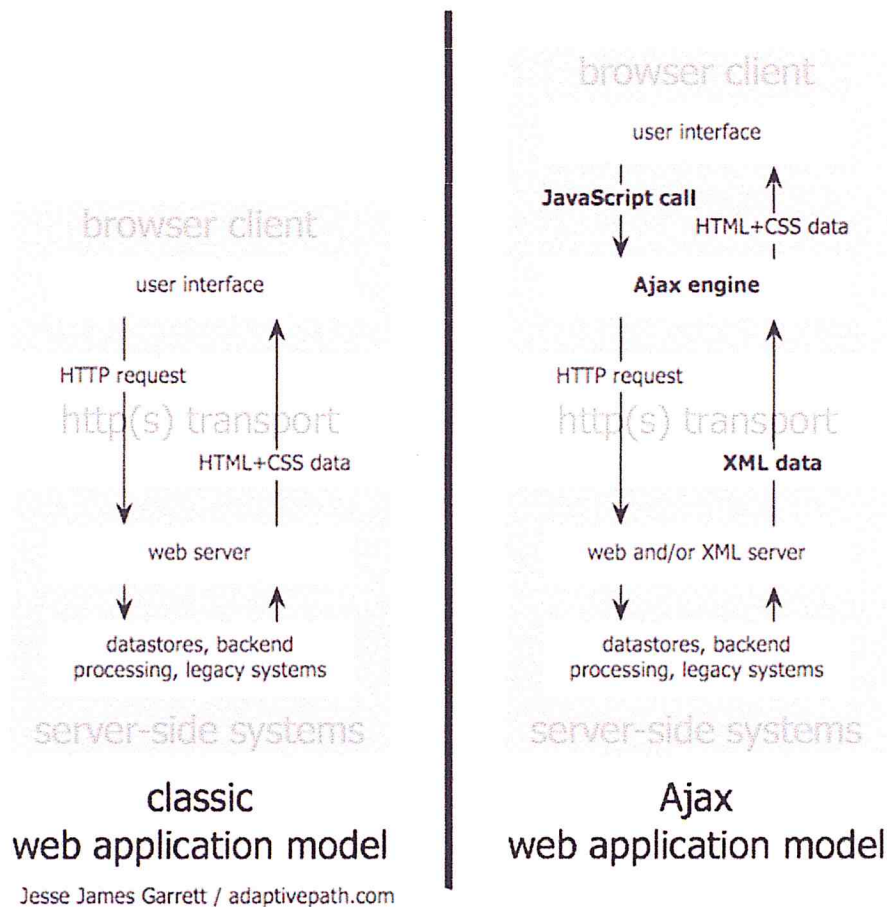 browser client
user interface
HTTP request
http(s) transport
HTML+CSS data
web server
datastores, backend
processing, legacy systems
server-side systems
classic
web application model
Jesse James Garrett / adaptivepath.com
browser client
user interface
JavaScript call
HTML+CSS data
Ajax engine
HTTP request
http(s) transport
XML data
web and/or XML server
datastores, backend
processing, legacy systems
server-side systems
Ajax
web application model